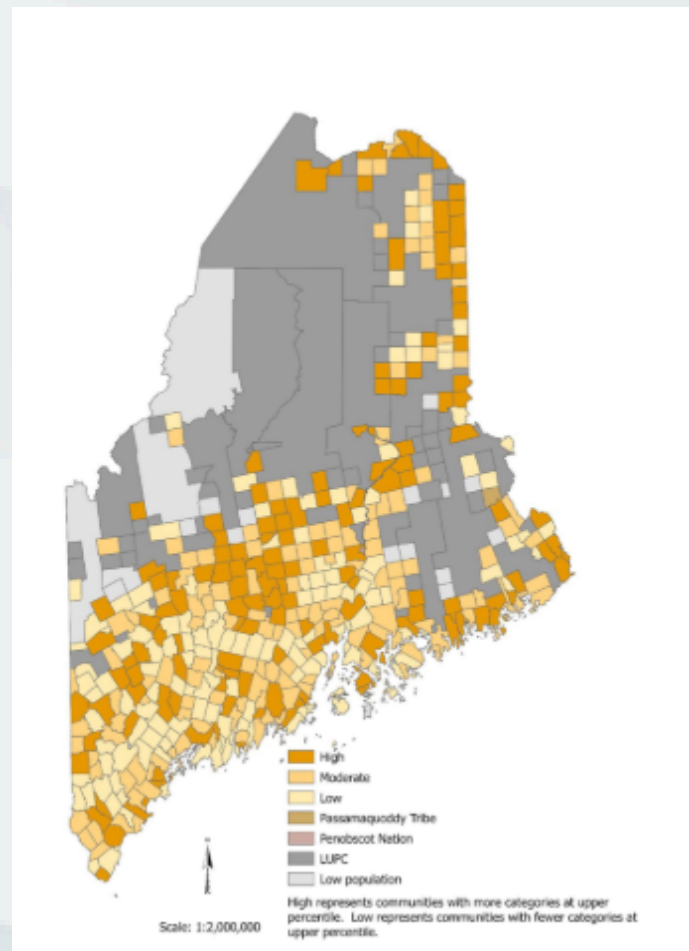 High
Moderate
Low
Passamaquoddy Tribe
Penobscot Nation
LUPC
Low population
High represents communities with more categories at upper
percentile. Low represents communities with fewer categories at
upper percentile.
Scale: 1:2,000,000